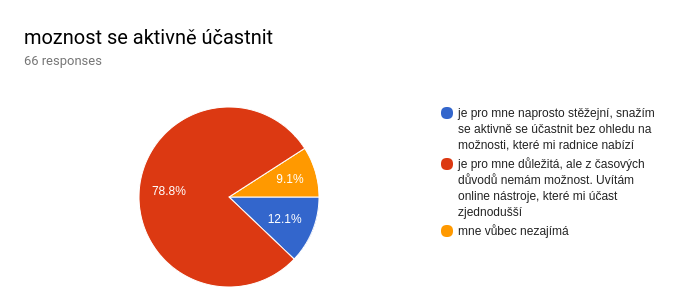 moznost se aktivně účastnit
66 responses
78.8%
9.1%
12.1%
je pro mne naprosto stěžejní, snažím
se aktivně se účastnit bez ohledu na
možnosti, které mi radnice nabízí
je pro mne důležitá, ale z časových
důvodů nemám možnost. Uvítám
online nástroje, které mi účast
zjednodušší
mne vůbec nezajímá